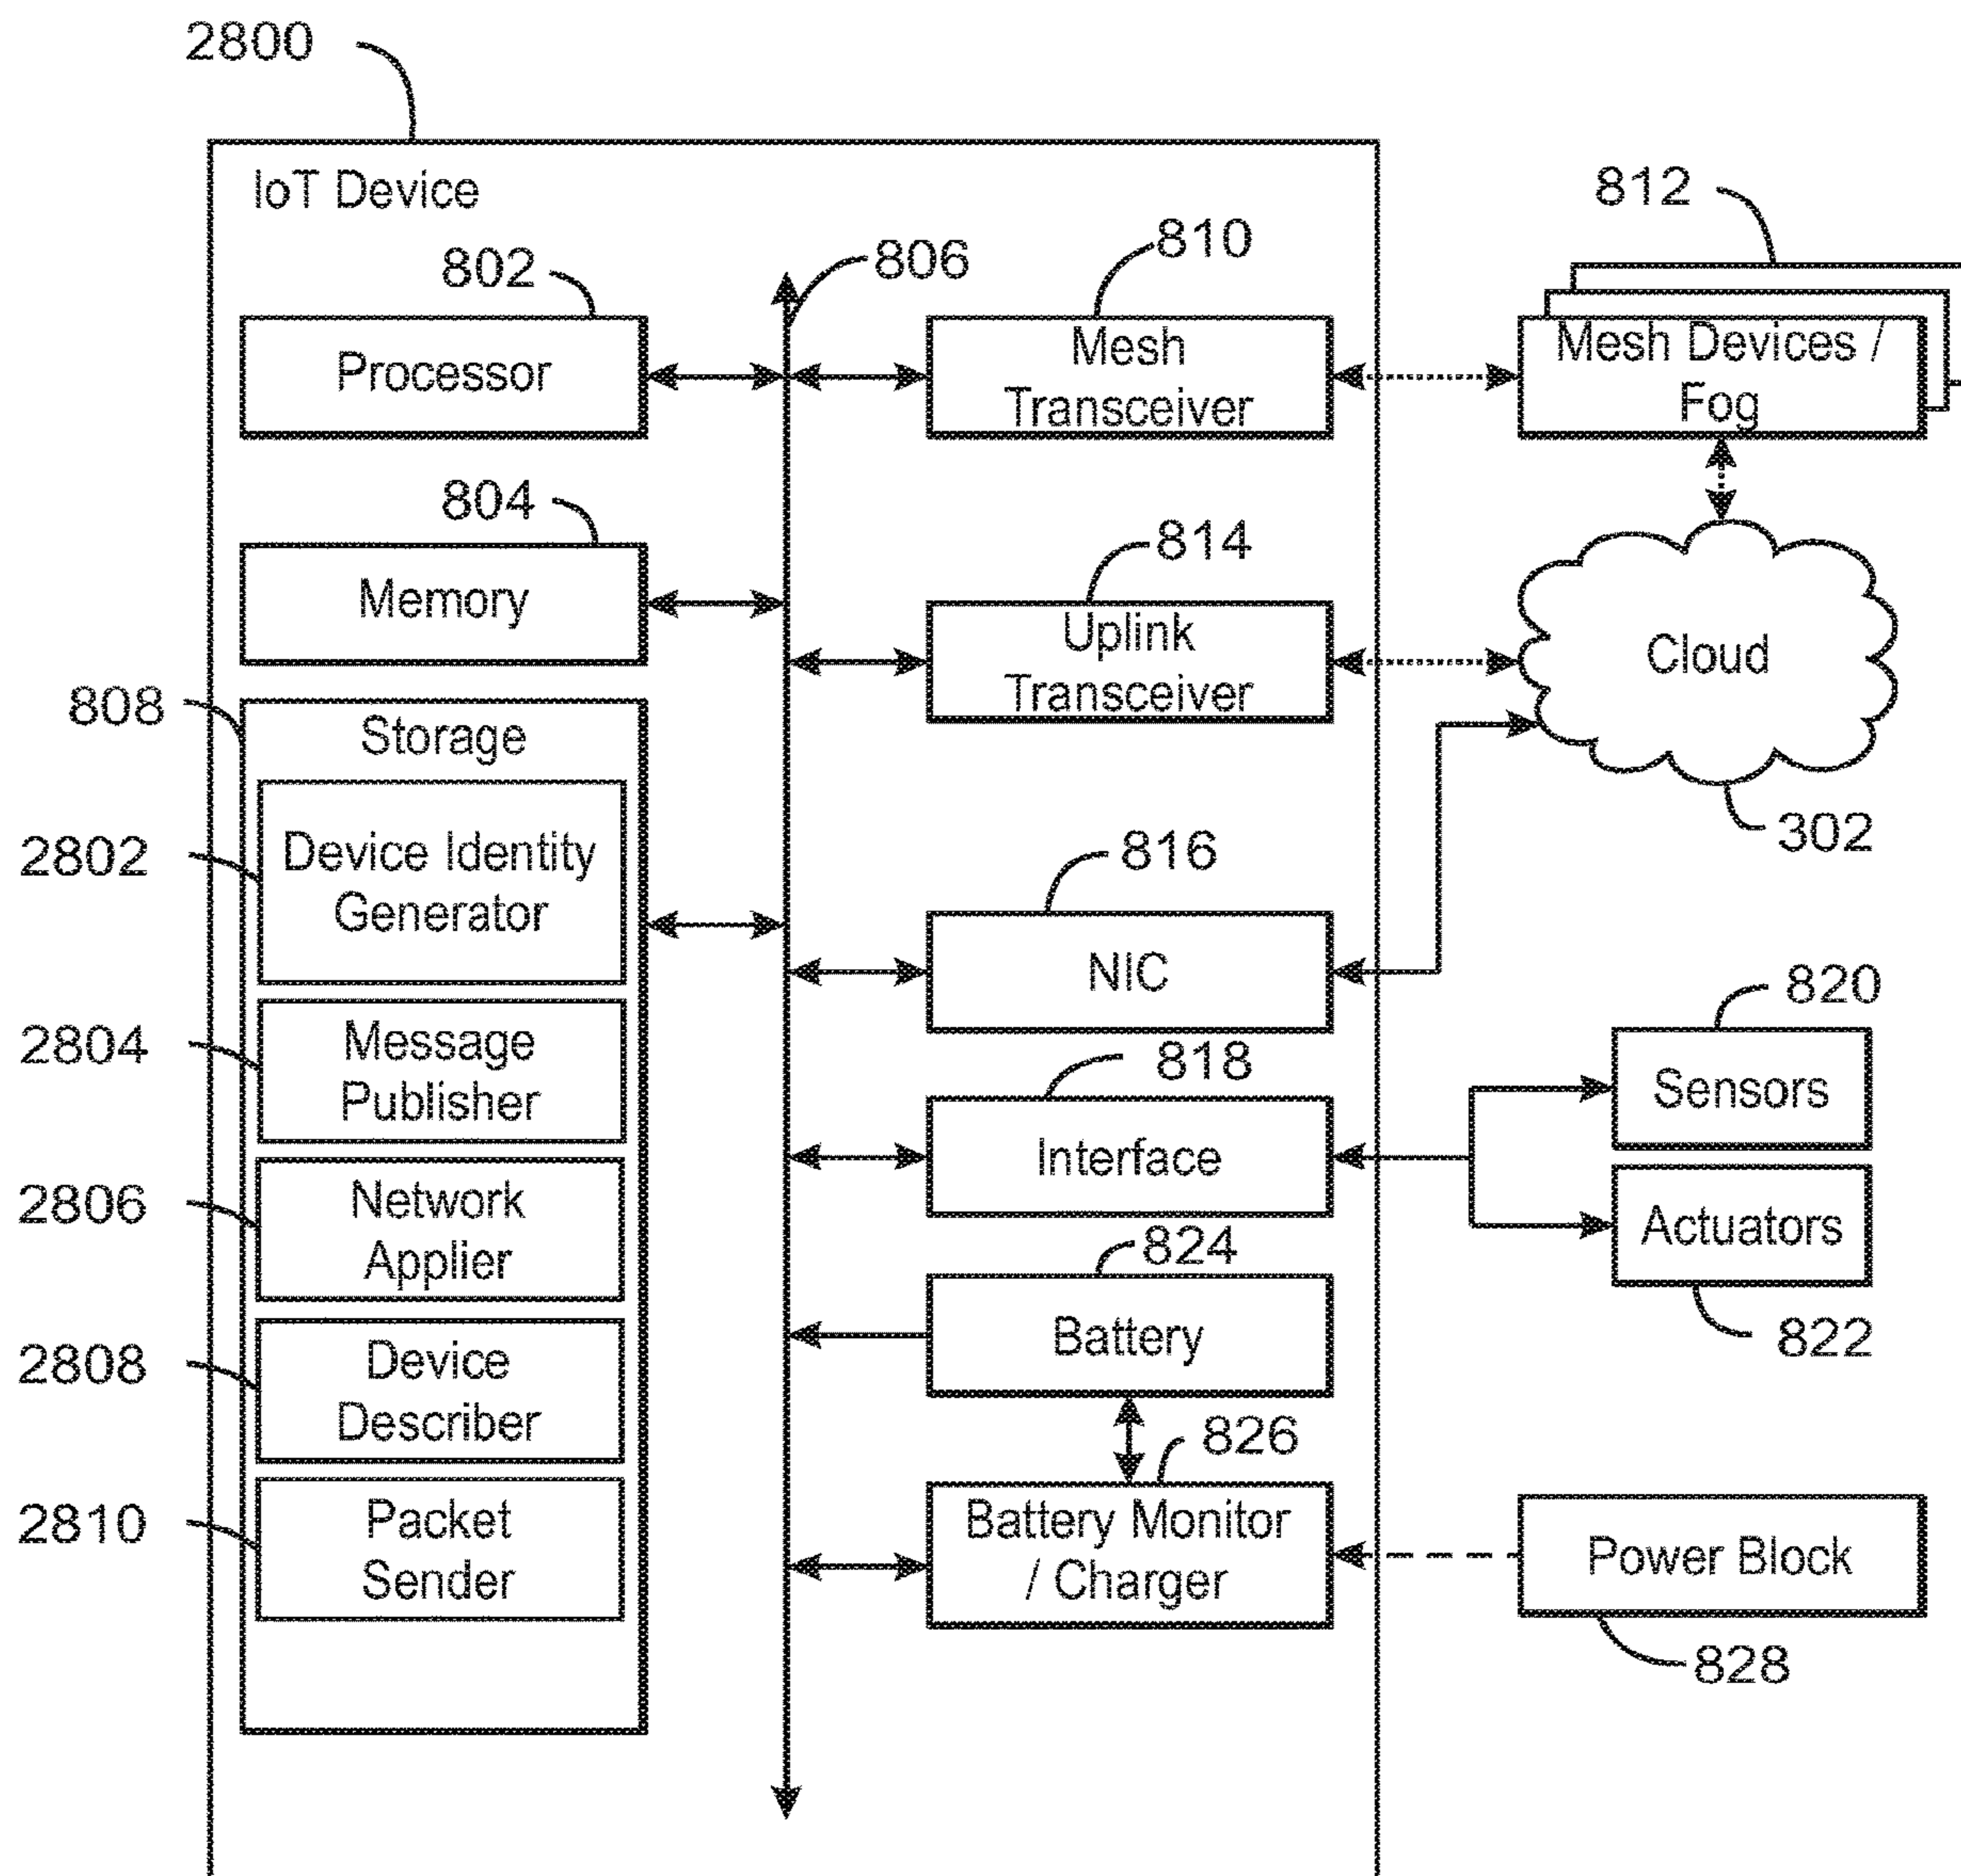 2800
IoT Device
812
810
806
802
Processor
Mesh
Transceiver
Mesh Devices /
Fog
804
814
Memory
Uplink
Transceiver
Cloud
808
Storage
302
2802
Device Identity
Generator
816
NIC
820
2804
Message
Publisher
818
Sensors
Interface
2806
Network
Applier
Actuators
824
822
2808
Device
Describer
Battery
826
2810
Packet
Sender
Battery Monitor
/ Charger
Power Block
828